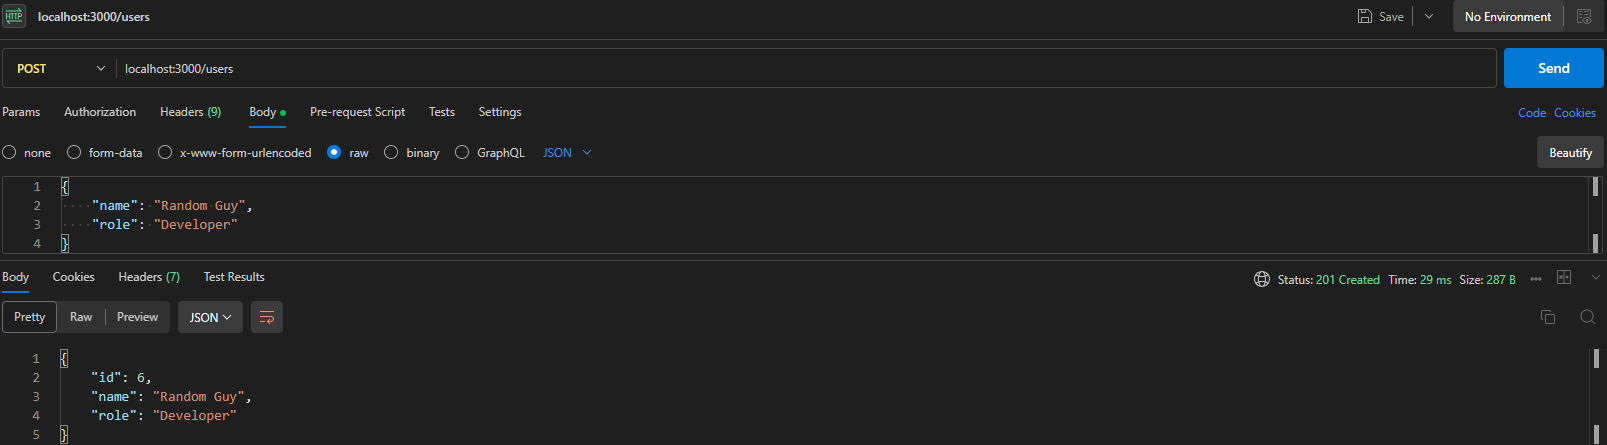 HTTP localhost:3000/users Save No Environment
POST localhost:3000/users Send
Params Authorization Headers (9) Body Pre-request Script Tests Settings Code Cookies
none form-data x-www-form-urlencoded raw binary GraphQL JSON Beautify
1 {
2 "name": "Random Guy",
3 "role": "Developer"
4 }
Body Cookies Headers (7) Test Results Status: 201 Created Time: 29 ms Size: 287 B
Pretty Raw Preview JSON
1 {
2 "id": 6,
3 "name": "Random Guy",
4 "role": "Developer"
5 }